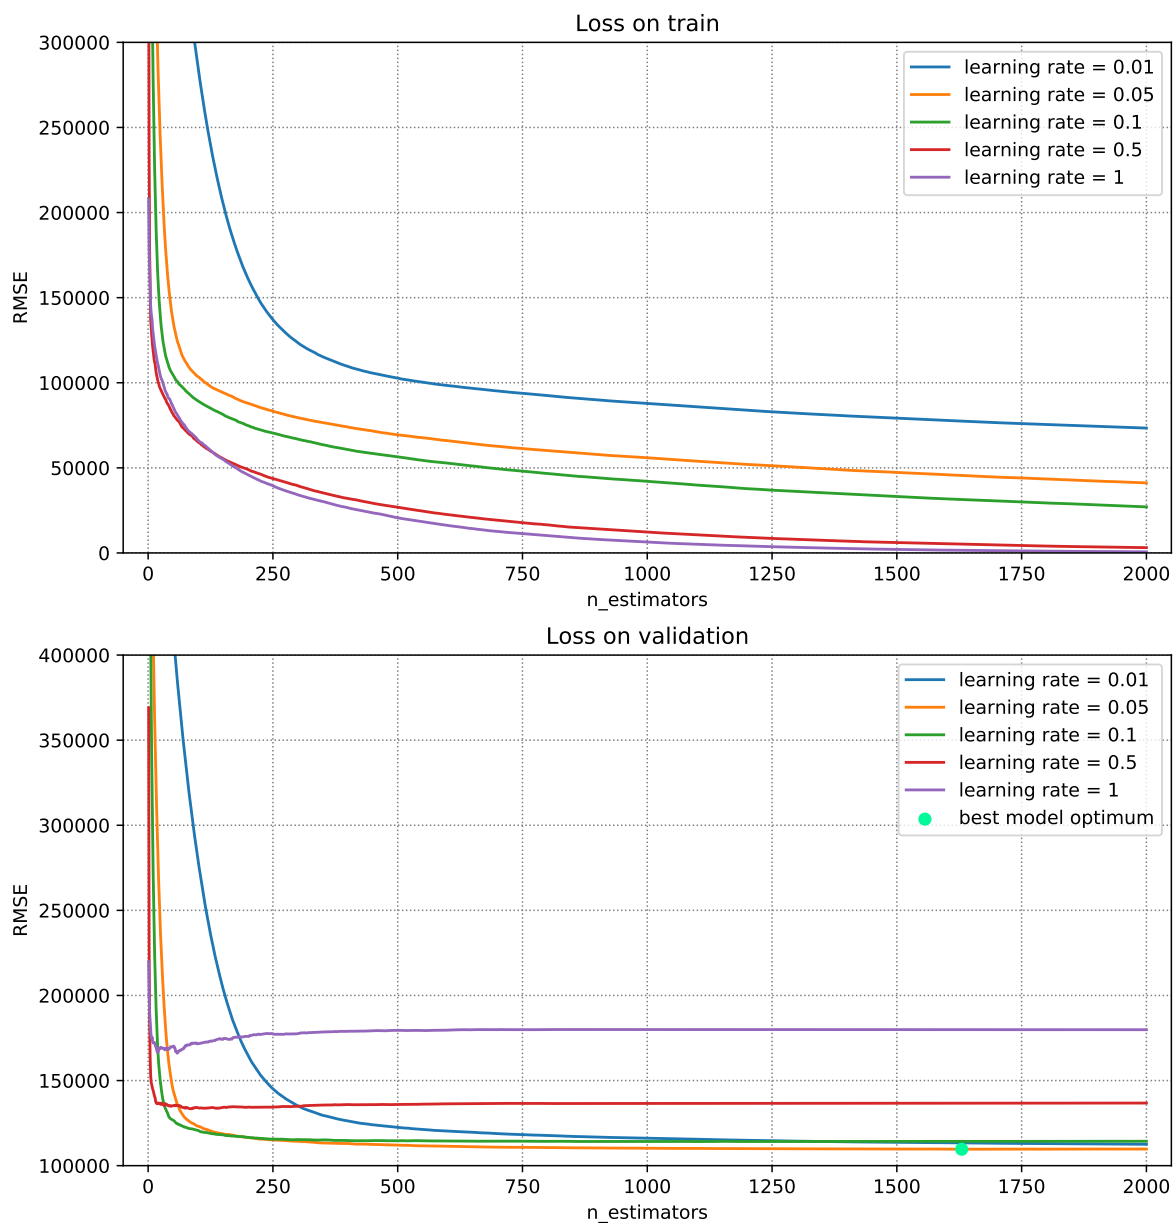 Loss on train
300000
250000
200000
150000
100000
50000
0
RMSE
0 250 500 750 1000 1250 1500 1750 2000
n_estimators
learning rate = 0.01
learning rate = 0.05
learning rate = 0.1
learning rate = 0.5
learning rate = 1
Loss on validation
400000
350000
300000
250000
200000
150000
100000
RMSE
0 250 500 750 1000 1250 1500 1750 2000
n_estimators
learning rate = 0.01
learning rate = 0.05
learning rate = 0.1
learning rate = 0.5
learning rate = 1
best model optimum